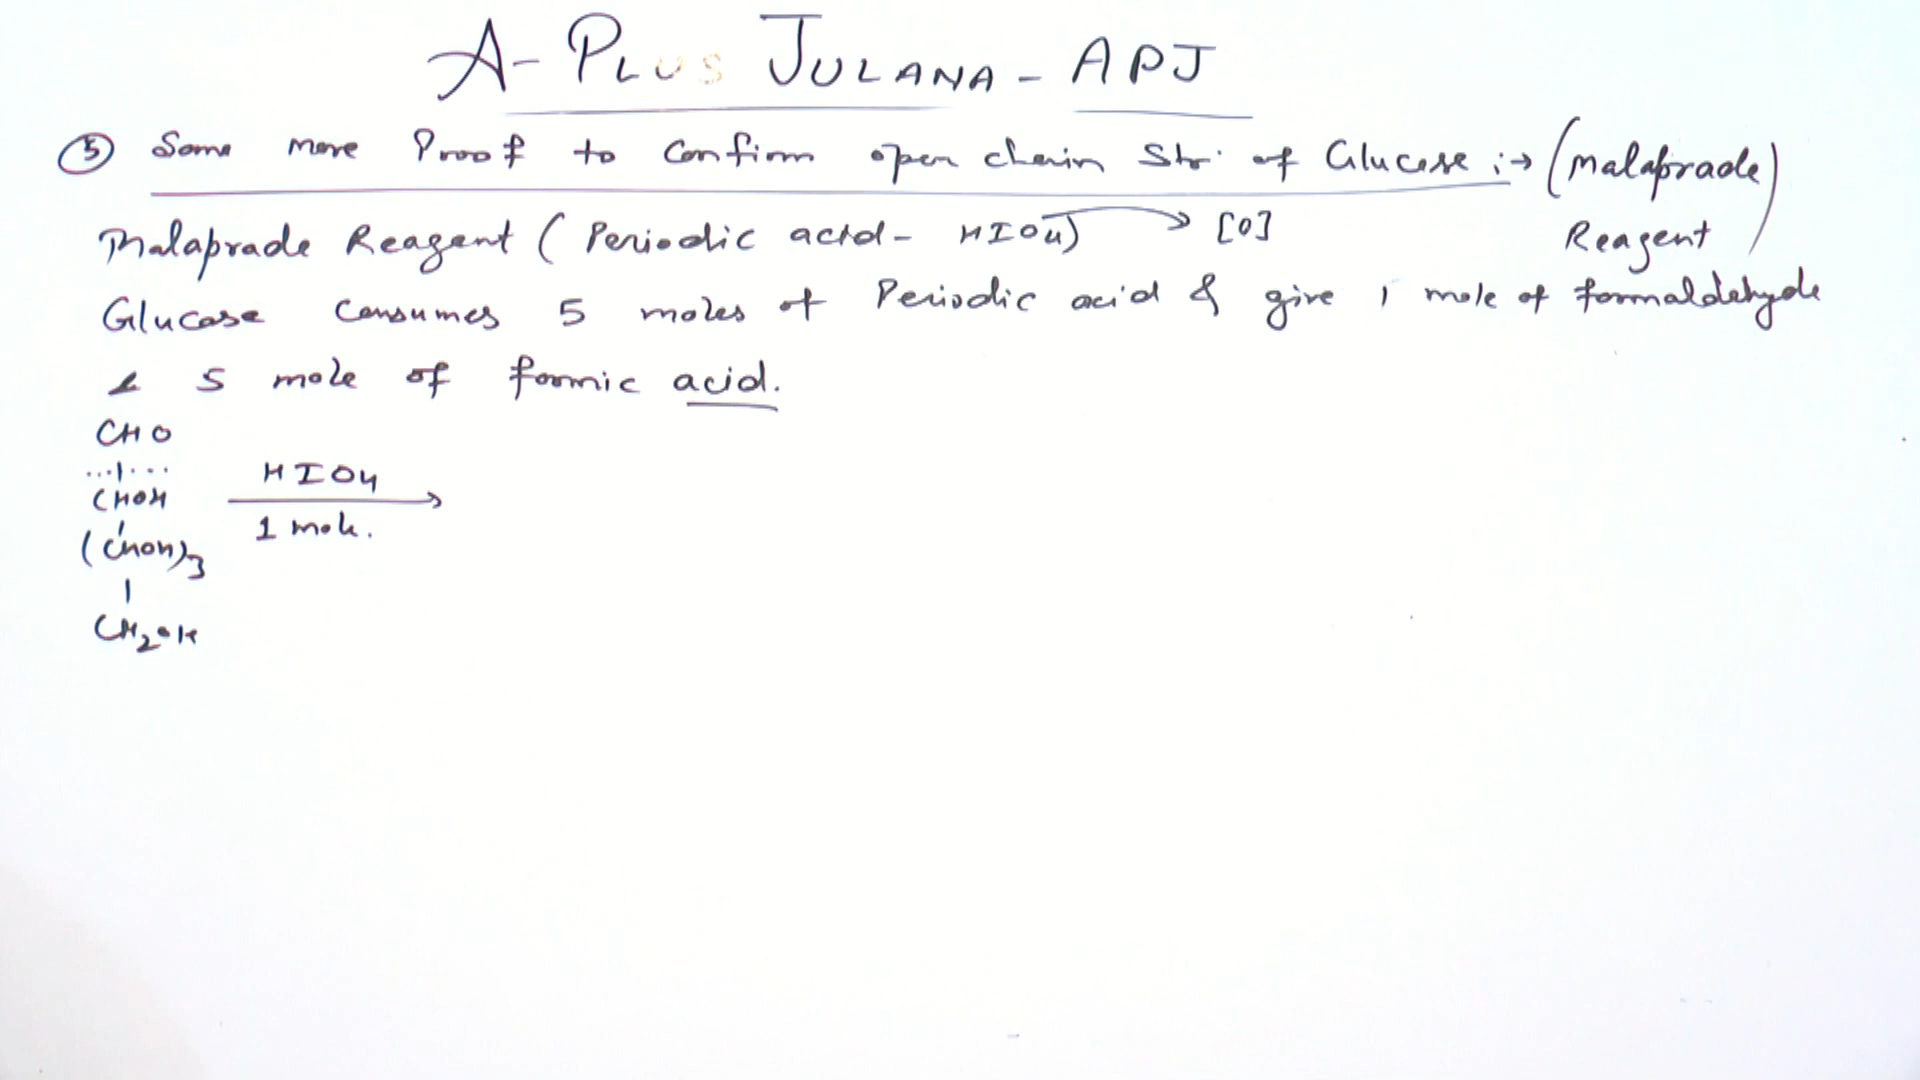 A- PLUS JULANA - APJ
⑤ Some more Proof to Confirm open chain Str. of Glucose :→ (Malaprade) Reagent
Malaprade Reagent ( Periodic acid - HIO4) → [O]
Glucose Consumes 5 moles of Periodic acid & give 1 mole of formaldehyde
& 5 mole of formic acid.
CHO
CHOH HIO4
(CHOH)3 1 mole.
CH2OH